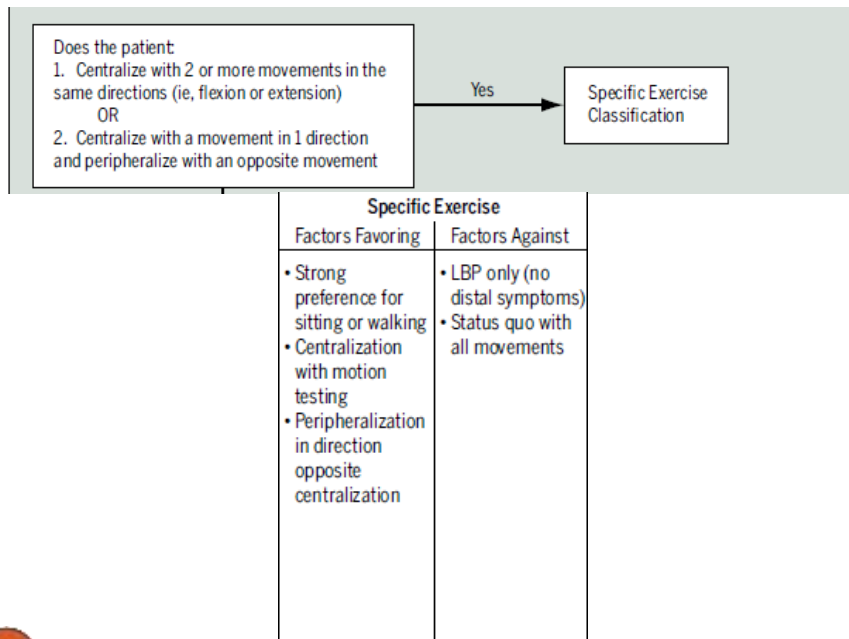 Does the patient:
1. Centralize with 2 or more movements in the
same directions (ie, flexion or extension)
OR
2. Centralize with a movement in 1 direction
and peripheralize with an opposite movement
Yes
Specific Exercise
Classification
Specific Exercise
Factors Favoring
• Strong
preference for
sitting or walking
• Centralization
with motion
testing
• Peripheralization
in direction
opposite
centralization
Factors Against
• LBP only (no
distal symptoms)
• Status quo with
all movements